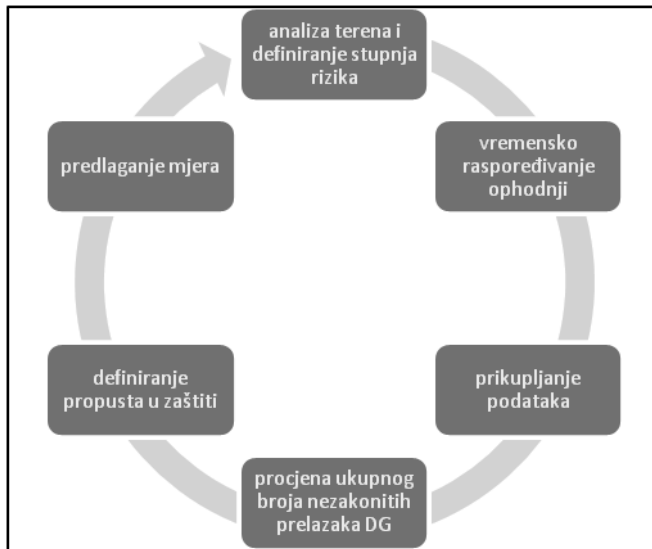 analiza terena i
definiranje stupnja
rizika
vremensko
raspoređivanje
ophodnji
prikupljanje
podataka
procjena ukupnog
broja nezakonitih
prelazaka DG
definiranje
propusta u zaštiti
predlaganje mjera